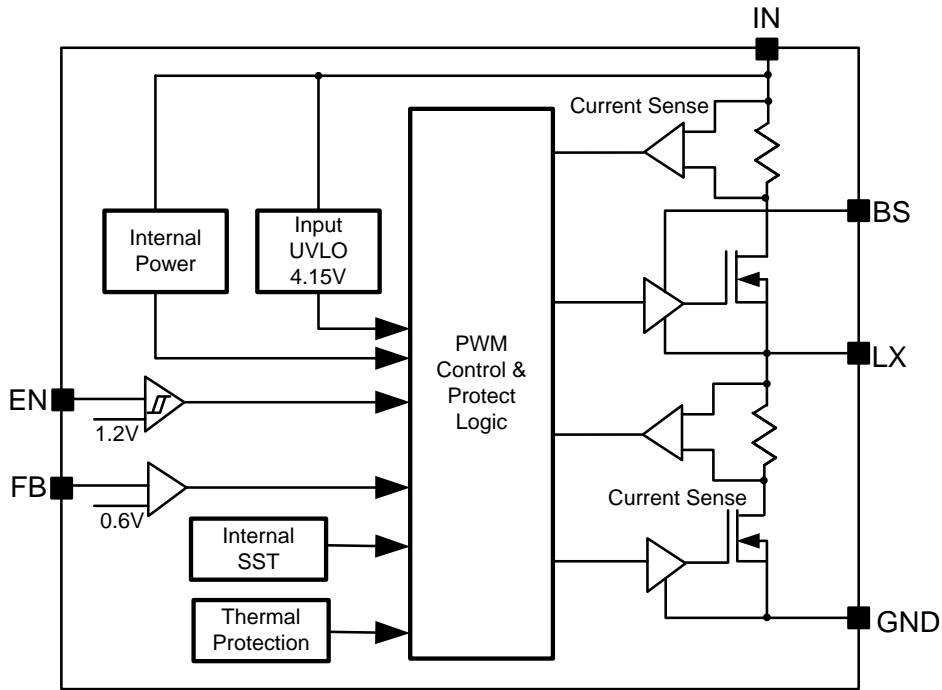 IN
Current Sense
BS
Internal
Power
Input
UVLO
4.15V
PWM
Control &
Protect
Logic
LX
EN
1.2V
FB
0.6V
Current Sense
Internal
SST
Thermal
Protection
GND